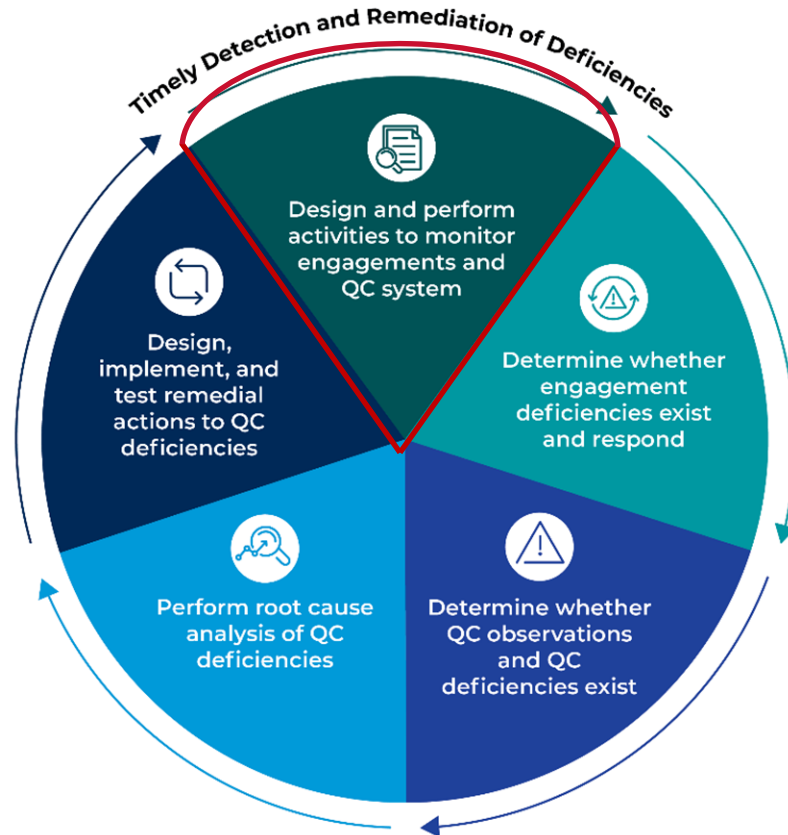 Timely Detection and Remediation of Deficiencies
Design and perform
activities to monitor
engagements and
QC system
Determine whether
engagement
deficiencies exist
and respond
Determine whether
QC observations
and QC
deficiencies exist
Perform root cause
analysis of QC
deficiencies
Design,
implement, and
test remedial
actions to QC
deficiencies